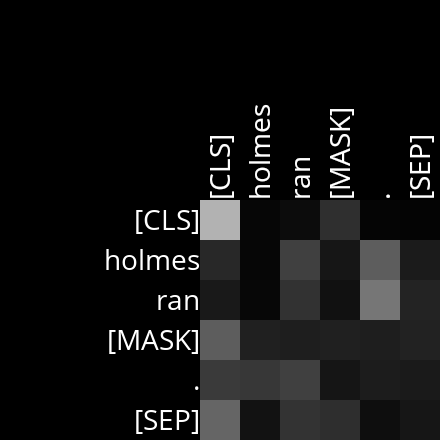 [CLS] holmes ran [MASK] . [SEP]
[CLS]
holmes
ran
[MASK]
.
[SEP]